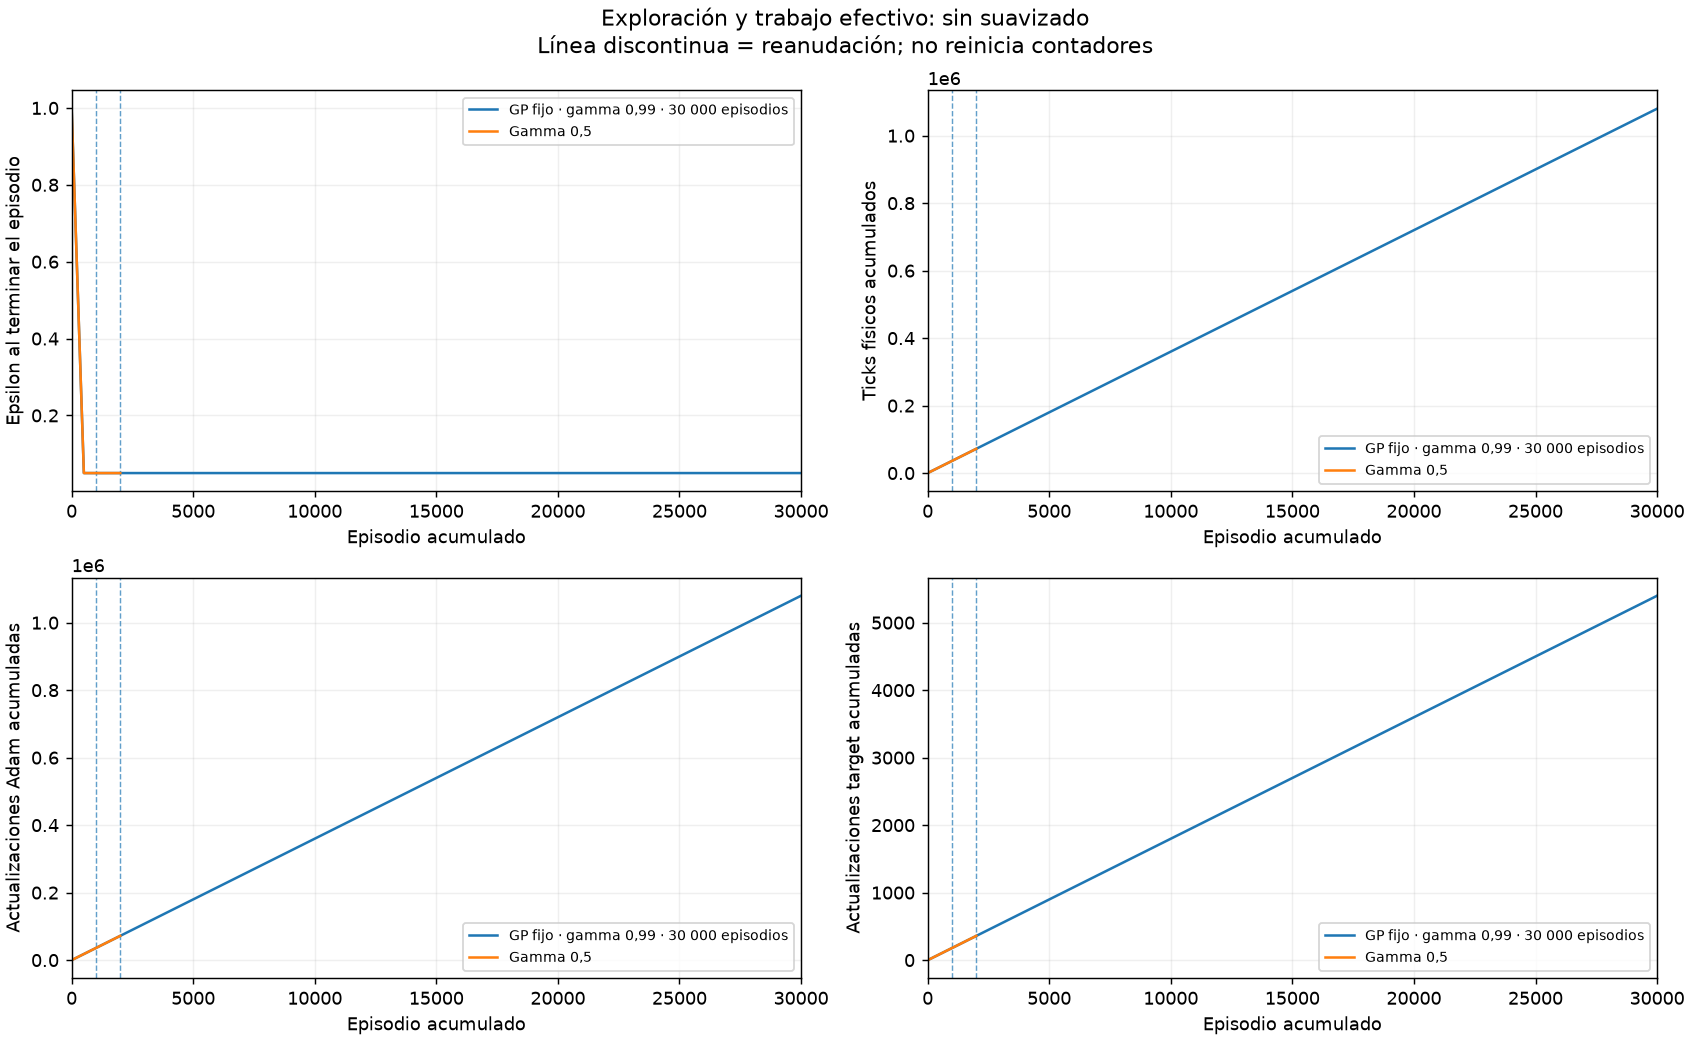 Exploración y trabajo efectivo: sin suavizado
Línea discontinua = reanudación; no reinicia contadores
Epsilon al terminar el episodio
1.0
0.8
0.6
0.4
0.2
GP fijo · gamma 0,99 · 30 000 episodios
Gamma 0,5
0
5000
10000
15000
20000
25000
30000
Episodio acumulado
1e6
Ticks físicos acumulados
1.0
0.8
0.6
0.4
0.2
0.0
GP fijo · gamma 0,99 · 30 000 episodios
Gamma 0,5
0
5000
10000
15000
20000
25000
30000
Episodio acumulado
1e6
Actualizaciones Adam acumuladas
1.0
0.8
0.6
0.4
0.2
0.0
GP fijo · gamma 0,99 · 30 000 episodios
Gamma 0,5
0
5000
10000
15000
20000
25000
30000
Episodio acumulado
Actualizaciones target acumuladas
5000
4000
3000
2000
1000
0
GP fijo · gamma 0,99 · 30 000 episodios
Gamma 0,5
0
5000
10000
15000
20000
25000
30000
Episodio acumulado